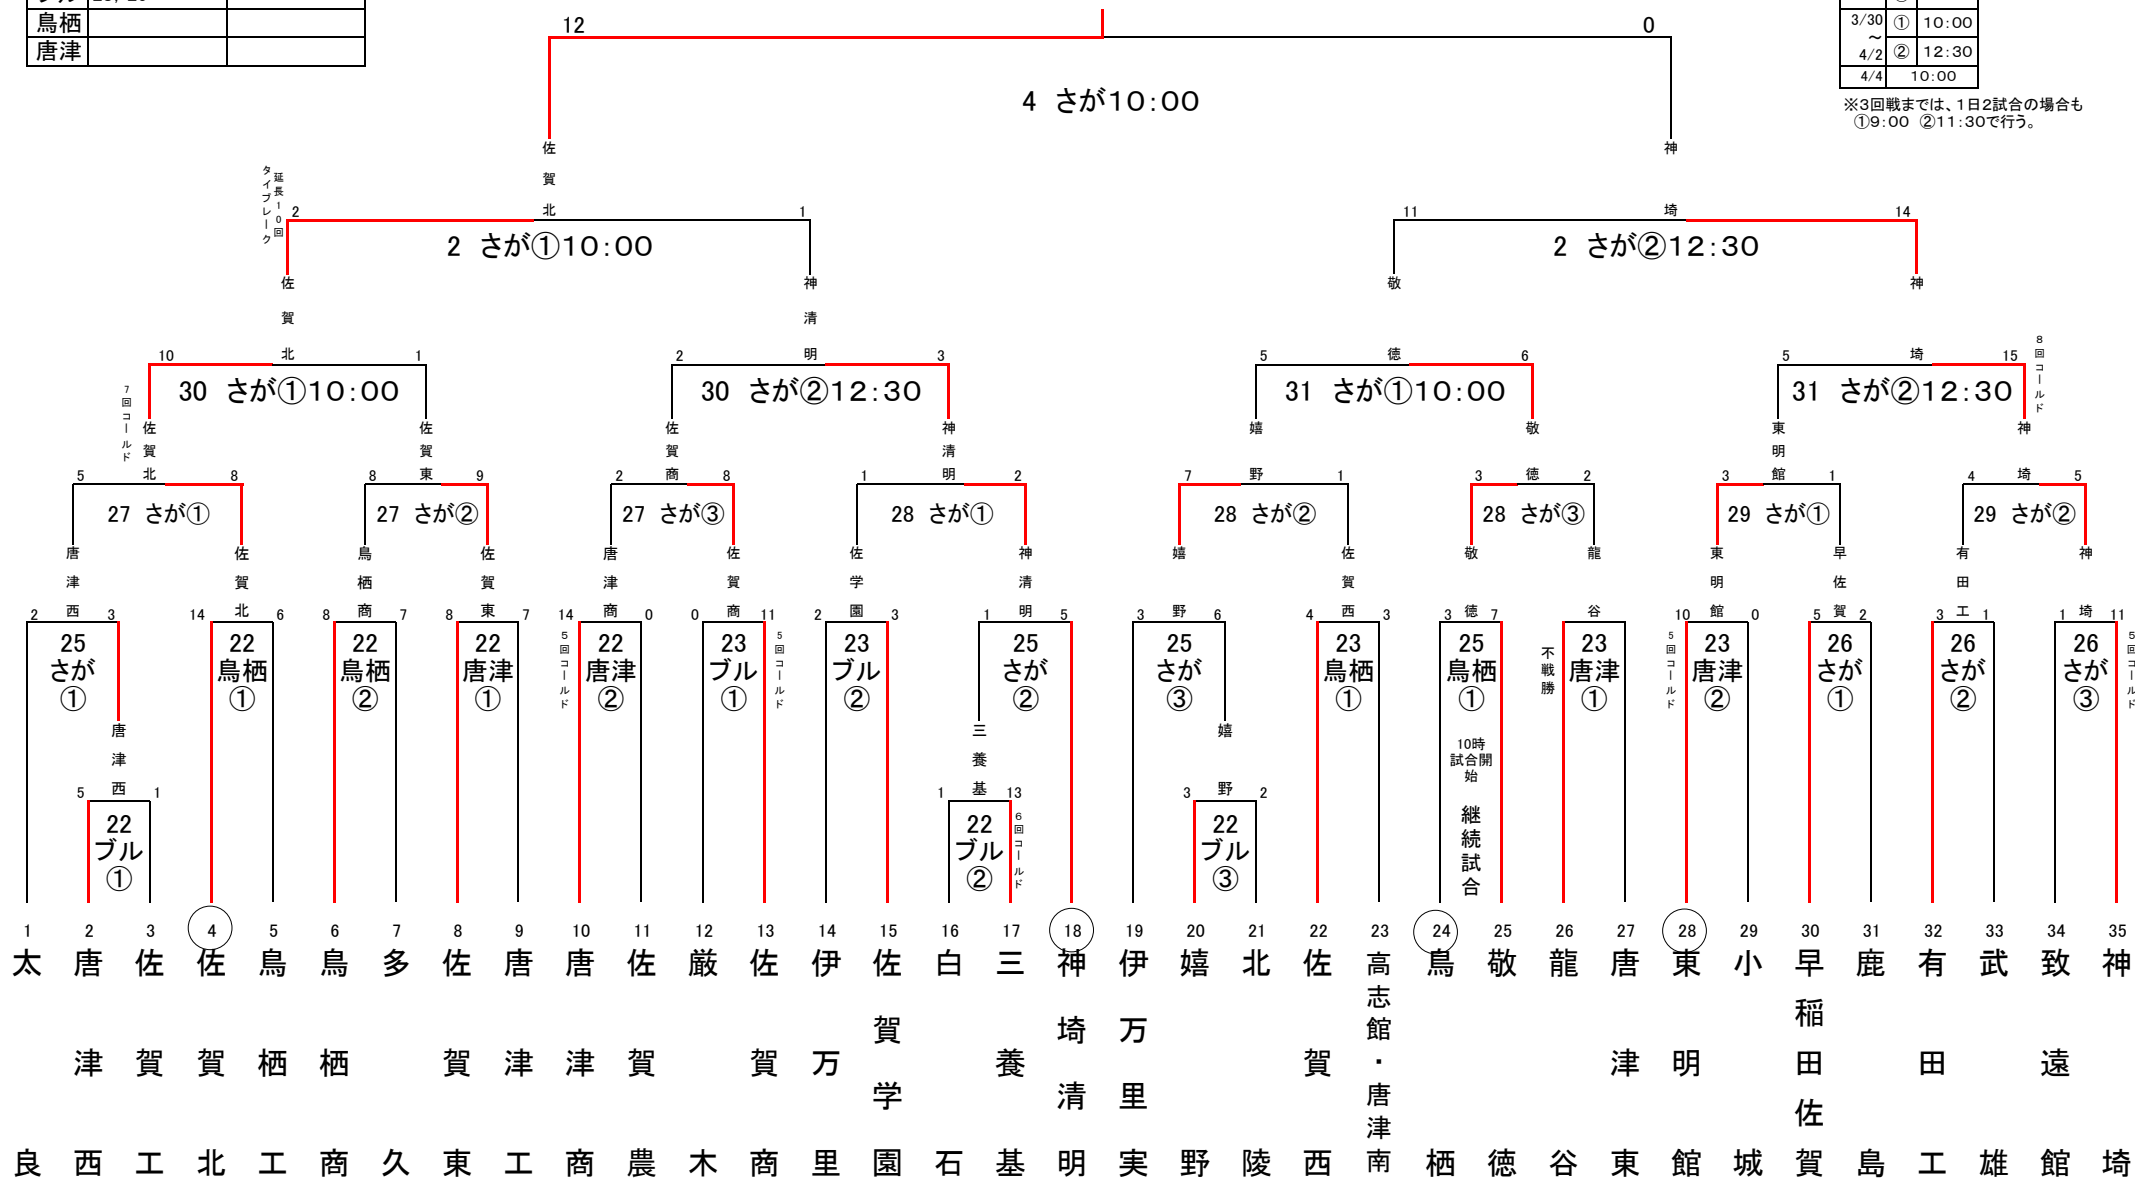 鳥栖
唐津
3/30 ① 10:00
～
4/2 ② 12:30
4/4 10:00
※3回戦までは、1日2試合の場合も
①9:00 ②11:30で行う。
12 0
4 さが10:00
佐賀北 神埼
延長10回
タイブレーク
2 1 11 14
2 さが①10:00 2 さが②12:30
佐賀北 神清明 敬徳 神埼
10 1 2 3 5 6 5 15
7回コールド 8回コールド
30 さが①10:00 30 さが②12:30 31 さが①10:00 31 さが②12:30
佐賀北 佐賀東 佐賀商 神清明 嬉野 敬徳 東明館 神埼
5 8 8 9 2 8 1 2 7 1 3 2 3 1 4 5
27 さが① 27 さが② 27 さが③ 28 さが① 28 さが② 28 さが③ 29 さが① 29 さが②
唐津西 佐賀北 鳥栖商 佐賀東 唐津商 佐賀商 佐学園 神清明 嬉野 佐賀西 敬徳 龍谷 東明館 早佐賀 有田工 神埼
2 3 14 6 8 7 8 7 14 0 0 11 2 3 1 5 3 6 4 3 3 7 10 0 5 2 3 1 1 11
25 さが ①
22 鳥栖 ①
22 鳥栖 ②
22 唐津 ①
5回コールド
22 唐津 ②
23 ブル ①
5回コールド
23 ブル ②
25 さが ②
25 さが ③
23 鳥栖 ①
25 鳥栖 ①
10時
試合開
始
継続試合
不戦勝
23 唐津 ①
5回コールド
23 唐津 ②
26 さが ①
26 さが ②
26 さが ③
5回コールド
唐津西 三養基 嬉野
5 1 1 13 3 2
22 ブル ①
22 ブル ②
6回コールド
22 ブル ③
1 太良
2 唐津西
3 佐賀工
4 佐賀北
5 鳥栖工
6 鳥栖商
7 多久
8 佐賀東
9 唐津工
10 唐津商
11 佐賀農
12 厳木
13 佐賀商
14 伊万里
15 佐賀学園
16 白石
17 三養基
18 神埼清明
19 伊万里実
20 嬉野
21 北陵
22 佐賀西
23 高志館・唐津南
24 鳥栖
25 敬徳
26 龍谷
27 唐津東
28 東明館
29 小城
30 早稲田佐賀
31 鹿島
32 有田工
33 武雄
34 致遠館
35 神埼